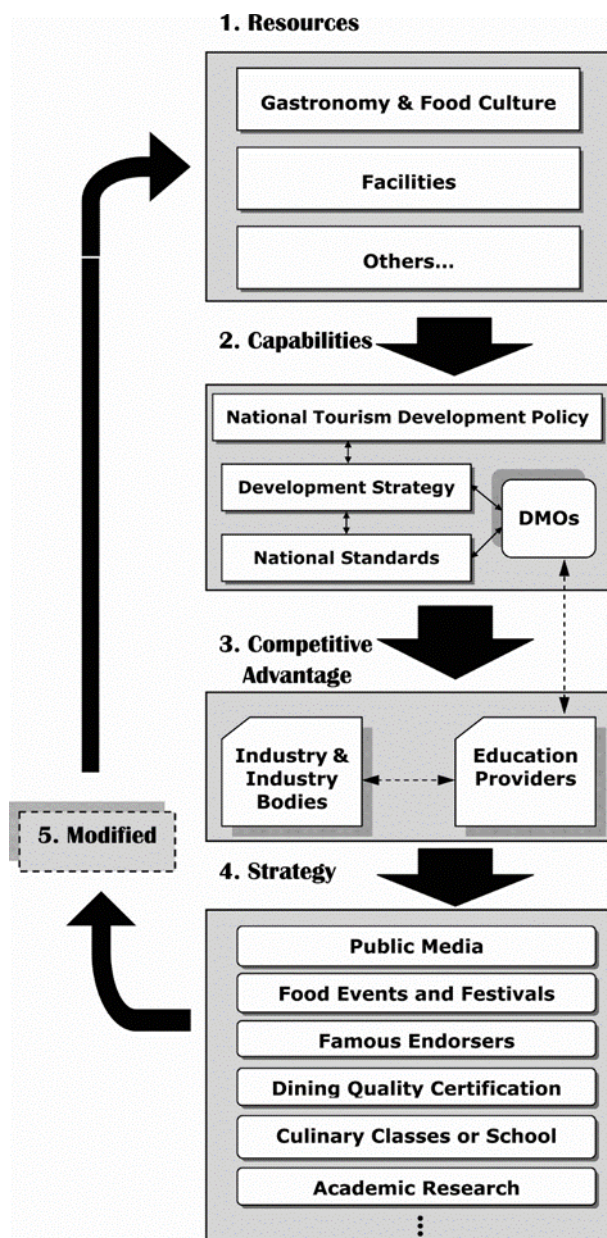 1. Resources
Gastronomy & Food Culture
Facilities
Others...
2. Capabilities
National Tourism Development Policy
Development Strategy
DMOs
National Standards
3. Competitive
Advantage
Industry &
Industry
Bodies
Education
Providers
5. Modified
4. Strategy
Public Media
Food Events and Festivals
Famous Endorsers
Dining Quality Certification
Culinary Classes or School
Academic Research